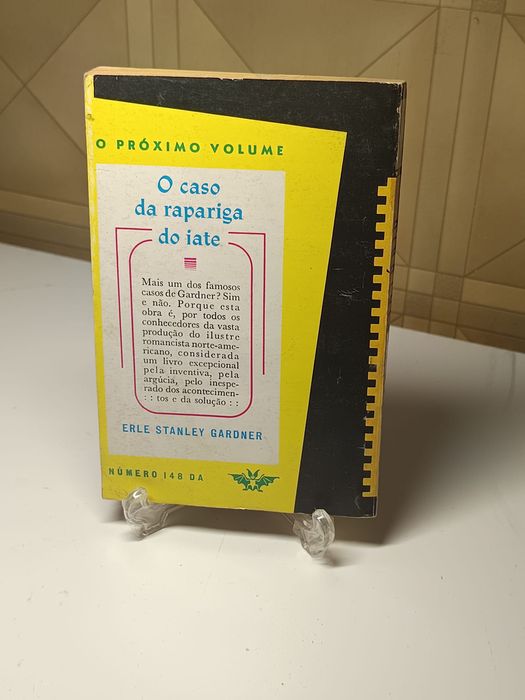 O PRÓXIMO VOLUME
O caso
da rapariga
do iate
Mais um dos famosos
casos de Gardner? Sim
e não. Porque esta
obra é, por todos os
conhecedores da vasta
produção do ilustre
romancista norte-ame-
ricano, considerada
um livro excepcional
pela inventiva, pela
argúcia, pelo inespe-
rado dos acontecimen-
: : tos e da solução : :
ERLE STANLEY GARDNER
NÚMERO 148 DA